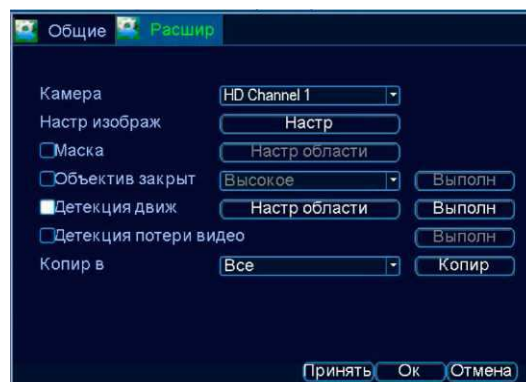 Общие Расшир
Камера HD Channel 1
Настр изображ Настр
Маска Настр области
Объектив закрыт Высокое Выполн
Детекция движ Настр области Выполн
Детекция потери видео Выполн
Копир в Все Копир
Принять Ок Отмена